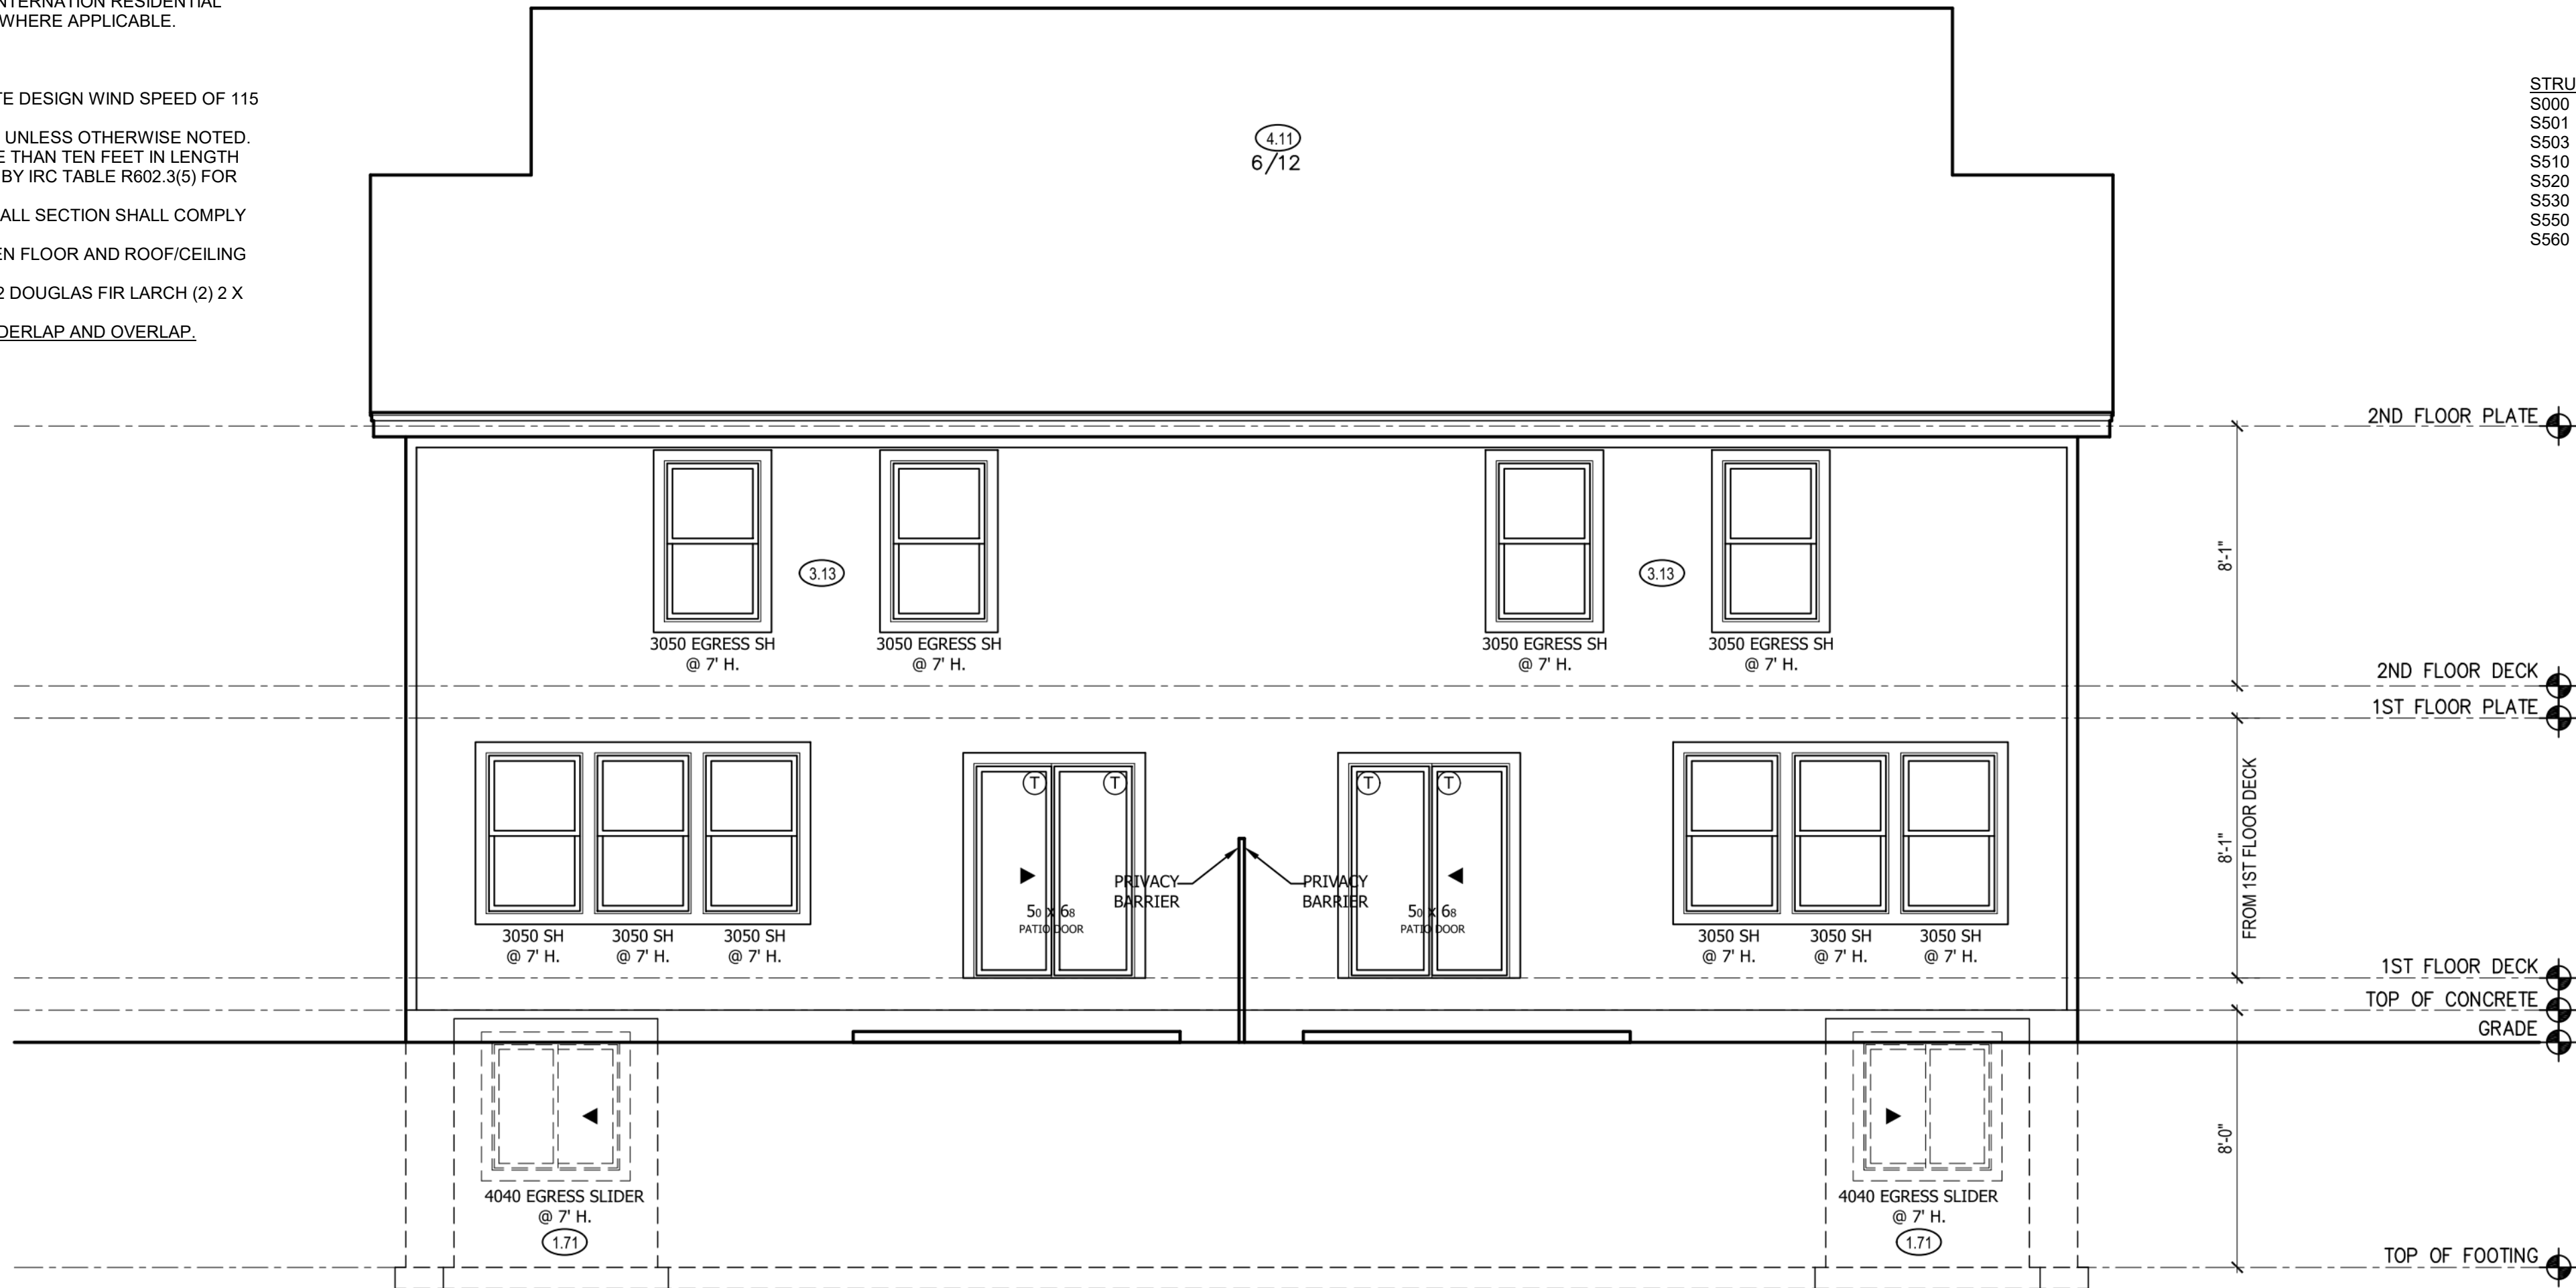 NTERNATION RESIDENTIAL
WHERE APPLICABLE.
TE DESIGN WIND SPEED OF 115
UNLESS OTHERWISE NOTED.
E THAN TEN FEET IN LENGTH
BY IRC TABLE R602.3(5) FOR
ALL SECTION SHALL COMPLY
EN FLOOR AND ROOF/CEILING
2 DOUGLAS FIR LARCH (2) 2 X
DERLAP AND OVERLAP.
STRU
S000
S501
S503
S510
S520
S530
S550
S560
4.11
6/12
2ND FLOOR PLATE
8'-1"
3.13
3.13
3050 EGRESS SH
@ 7' H.
3050 EGRESS SH
@ 7' H.
3050 EGRESS SH
@ 7' H.
3050 EGRESS SH
@ 7' H.
2ND FLOOR DECK
1ST FLOOR PLATE
T
T
T
T
8'-1"
FROM 1ST FLOOR DECK
PRIVACY
BARRIER
PRIVACY
BARRIER
50 x 68
PATIO DOOR
50 x 68
PATIO DOOR
3050 SH
@ 7' H.
3050 SH
@ 7' H.
3050 SH
@ 7' H.
3050 SH
@ 7' H.
3050 SH
@ 7' H.
3050 SH
@ 7' H.
1ST FLOOR DECK
TOP OF CONCRETE
GRADE
8'-0"
4040 EGRESS SLIDER
@ 7' H.
1.71
4040 EGRESS SLIDER
@ 7' H.
1.71
TOP OF FOOTING